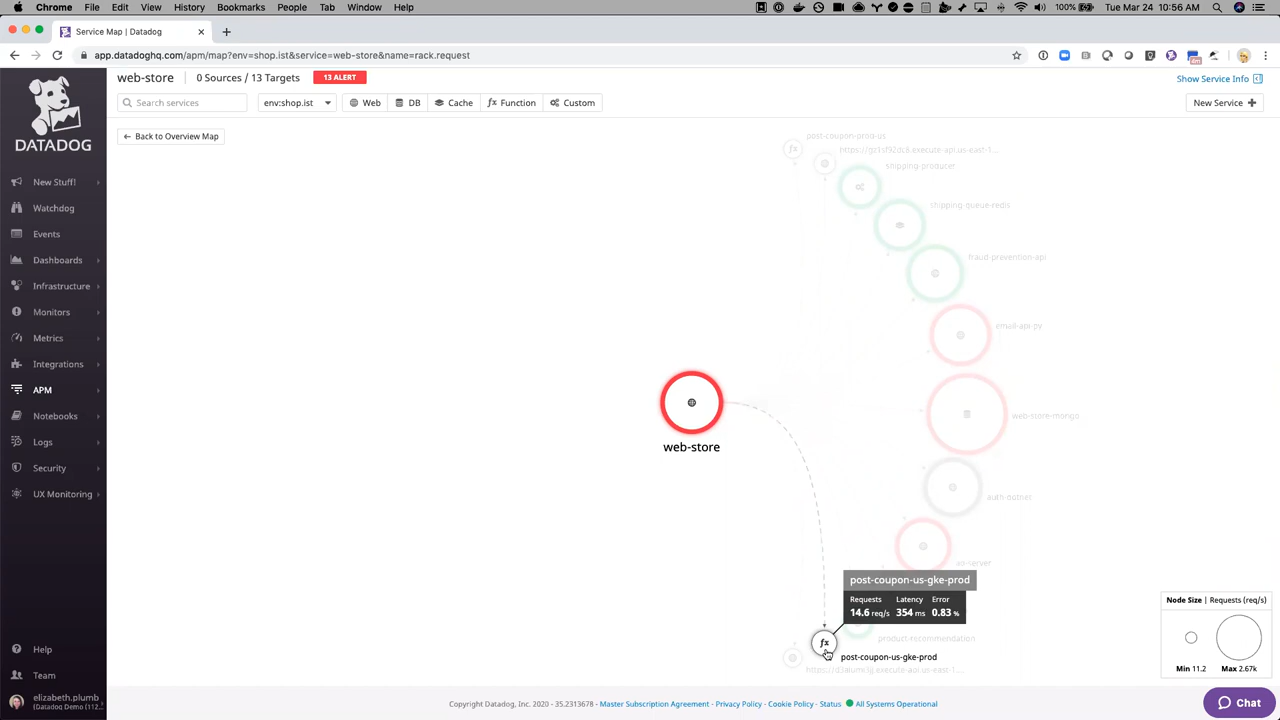 Chrome File Edit View History Bookmarks People Tab Window Help
100% Tue Mar 24 10:56 AM
Service Map | Datadog
app.datadoghq.com/apm/map?env=shop.ist&service=web-store&name=rack.request
DATADOG
New Stuff!
Watchdog
Events
Dashboards
Infrastructure
Monitors
Metrics
Integrations
APM
Notebooks
Logs
Security
UX Monitoring
Help
Team
elizabeth.plumb
(Datadog Demo (112...
web-store 0 Sources / 13 Targets 13 ALERT
Show Service Info
Search services
env:shop.ist
Web DB Cache Function Custom
New Service
Back to Overview Map
post-coupon-prod-us
shipping-producer
shipping-queue-redis
fraud-prevention-api
email-api-py
web-store-mongo
auth-dotnet
web-store
post-coupon-us-gke-prod
Requests Latency Error
14.6 req/s 354 ms 0.83 %
product-recommendation
post-coupon-us-gke-prod
Node Size | Requests (req/s)
Min 11.2 Max 2.67k
Copyright Datadog, Inc. 2020 - 35.2313678 - Master Subscription Agreement - Privacy Policy - Cookie Policy - Status All Systems Operational
Chat